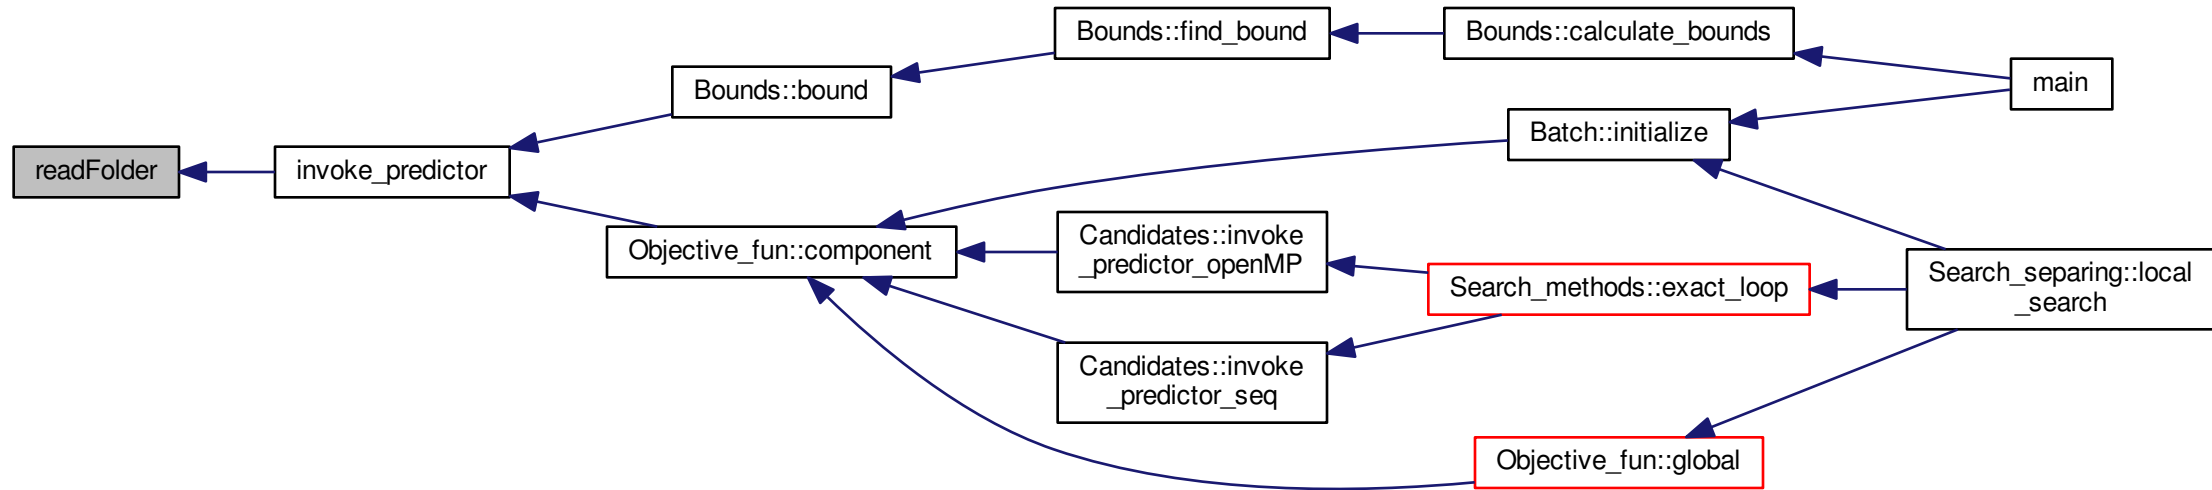 readFolder
invoke_predictor
Bounds::bound
Bounds::find_bound
Bounds::calculate_bounds
main
Objective_fun::component
Batch::initialize
Candidates::invoke
_predictor_openMP
Search_methods::exact_loop
Search_separing::local
_search
Candidates::invoke
_predictor_seq
Objective_fun::global